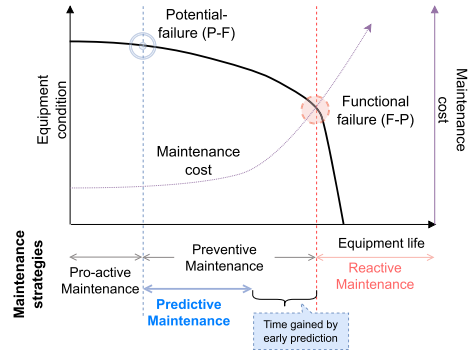 Potential-
failure (P-F)
Equipment
condition
Maintenance
cost
Functional
failure (F-P)
Maintenance
cost
Equipment life
Maintenance
strategies
Pro-active
Maintenance
Preventive
Maintenance
Reactive
Maintenance
Predictive
Maintenance
Time gained by
early prediction